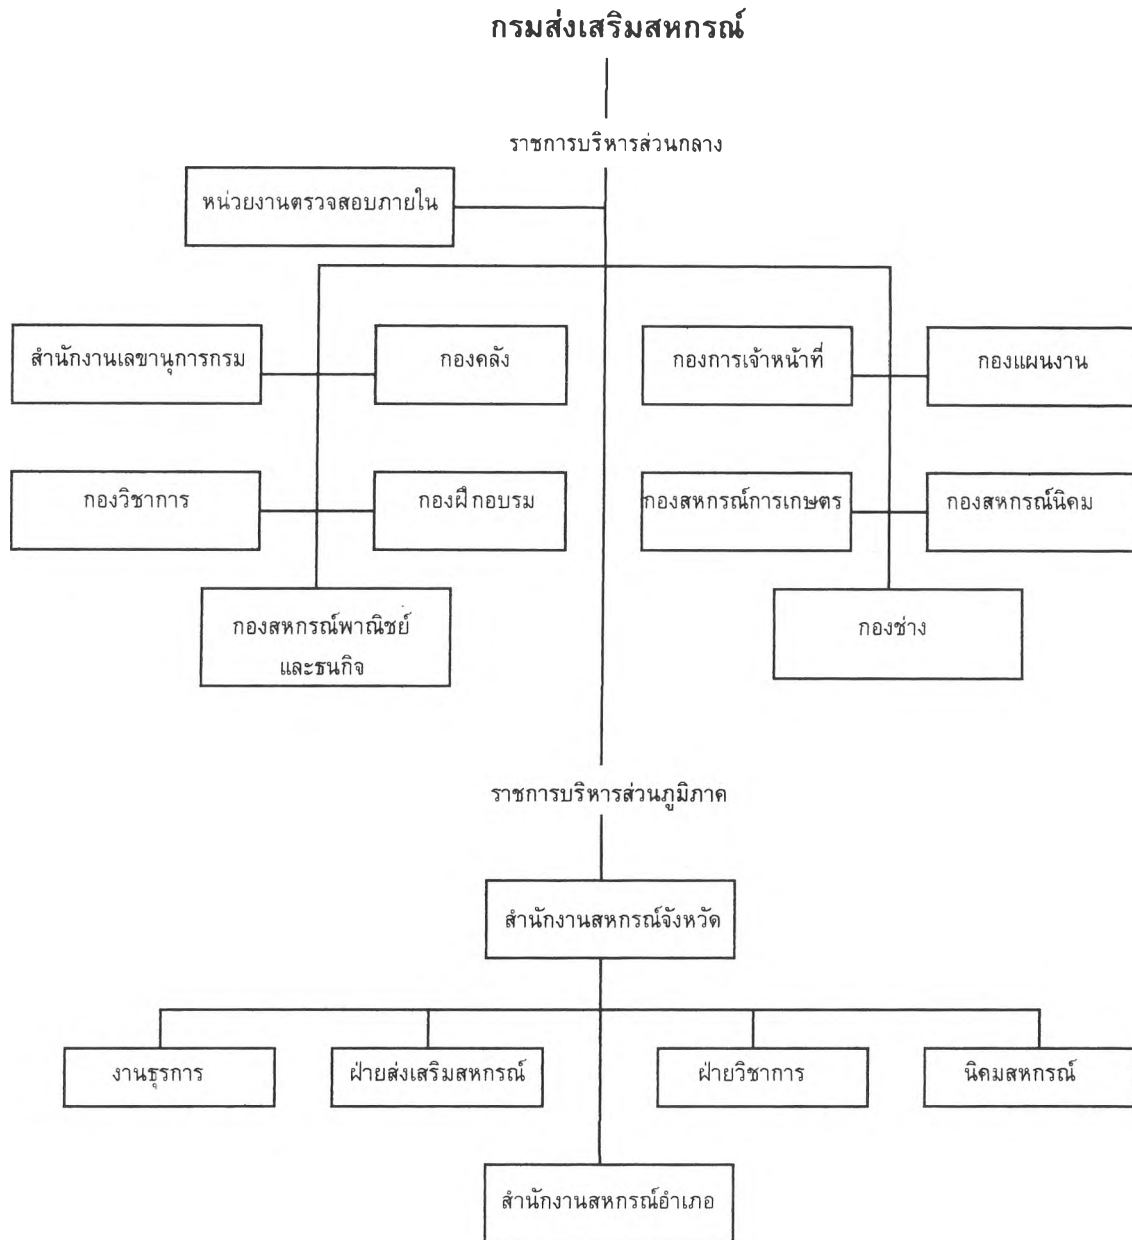 กรมส่งเสริมสหกรณ์
ราชการบริหารส่วนกลาง
หน่วยงานตรวจสอบภายใน
สำนักงานเลขานุการกรม
กองคลัง
กองการเจ้าหน้าที่
กองแผนงาน
กองวิชาการ
กองฝึกอบรม
กองสหกรณ์การเกษตร
กองสหกรณ์นิคม
กองสหกรณ์พาณิชย์
และธนกิจ
กองช่าง
ราชการบริหารส่วนภูมิภาค
สำนักงานสหกรณ์จังหวัด
งานธุรการ
ฝ่ายส่งเสริมสหกรณ์
ฝ่ายวิชาการ
นิคมสหกรณ์
สำนักงานสหกรณ์อำเภอ